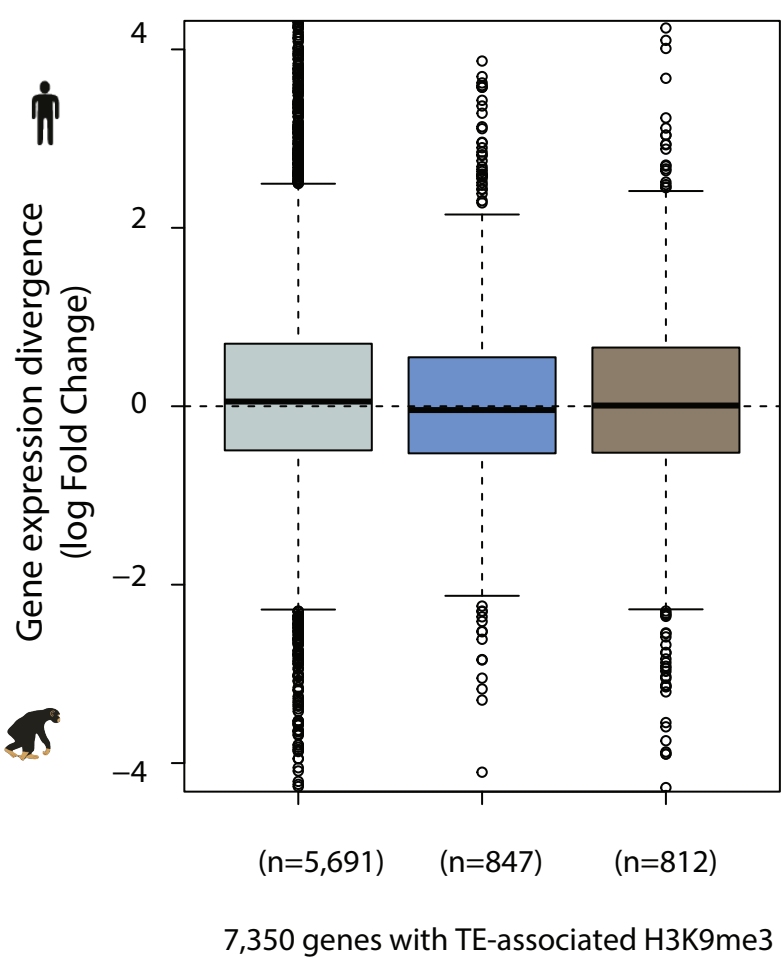 Gene expression divergence
(log Fold Change)
4
2
0
−2
−4
(n=5,691) (n=847) (n=812)
7,350 genes with TE-associated H3K9me3